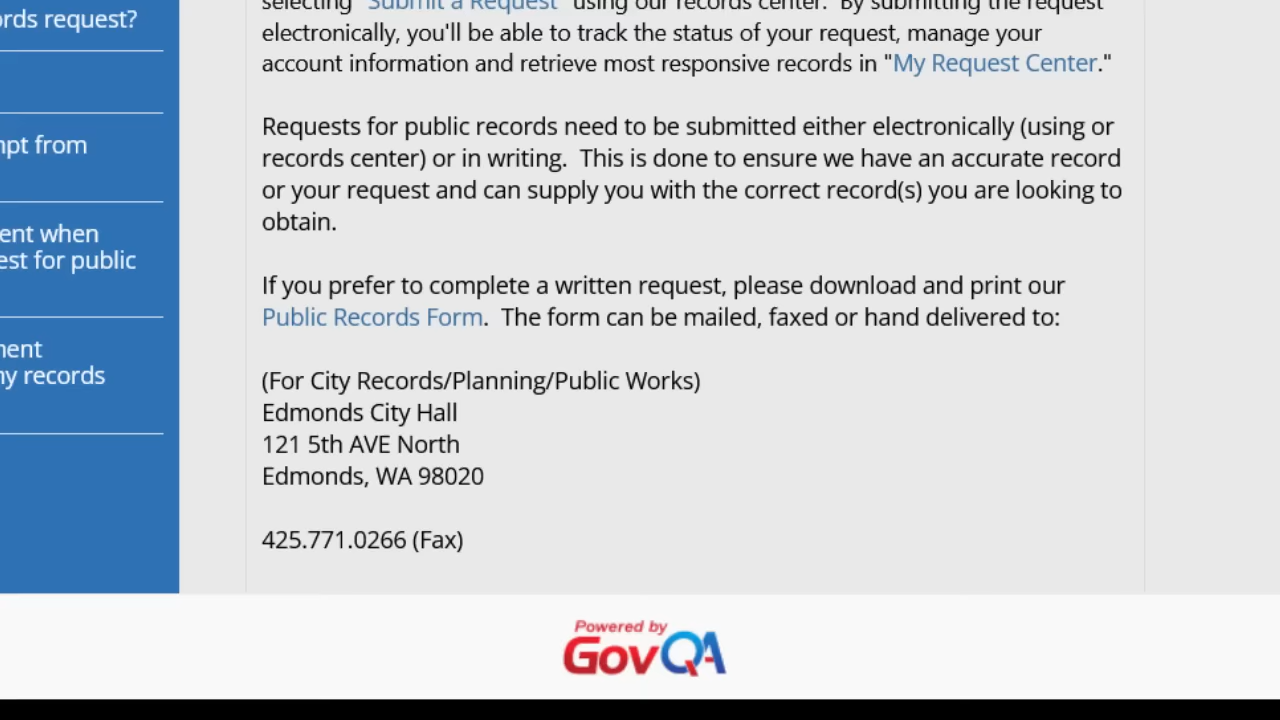 ords request?
mpt from
ent when
est for public
ment
ny records
selecting "Submit a Request" using our records center. By submitting the request
electronically, you'll be able to track the status of your request, manage your
account information and retrieve most responsive records in "My Request Center."
Requests for public records need to be submitted either electronically (using or
records center) or in writing. This is done to ensure we have an accurate record
or your request and can supply you with the correct record(s) you are looking to
obtain.
If you prefer to complete a written request, please download and print our
Public Records Form. The form can be mailed, faxed or hand delivered to:
(For City Records/Planning/Public Works)
Edmonds City Hall
121 5th AVE North
Edmonds, WA 98020
425.771.0266 (Fax)
Powered by
GovQA